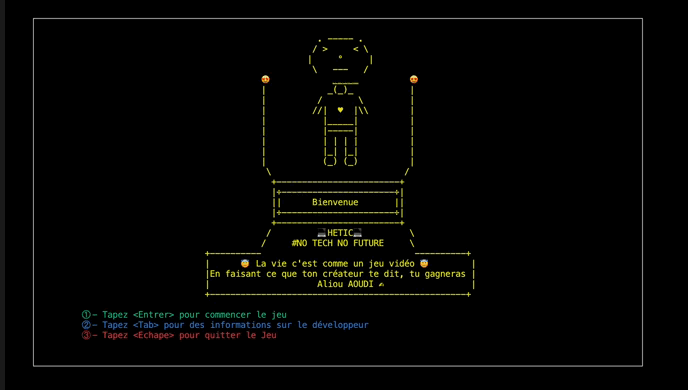 Bienvenue
HETIC
#NO TECH NO FUTURE
La vie c'est comme un jeu vidéo
En faisant ce que ton créateur te dit, tu gagneras
Aliou AOUDI ✍
①- Tapez <Entrer> pour commencer le jeu
②- Tapez <Tab> pour des informations sur le développeur
③- Tapez <Echape> pour quitter le Jeu